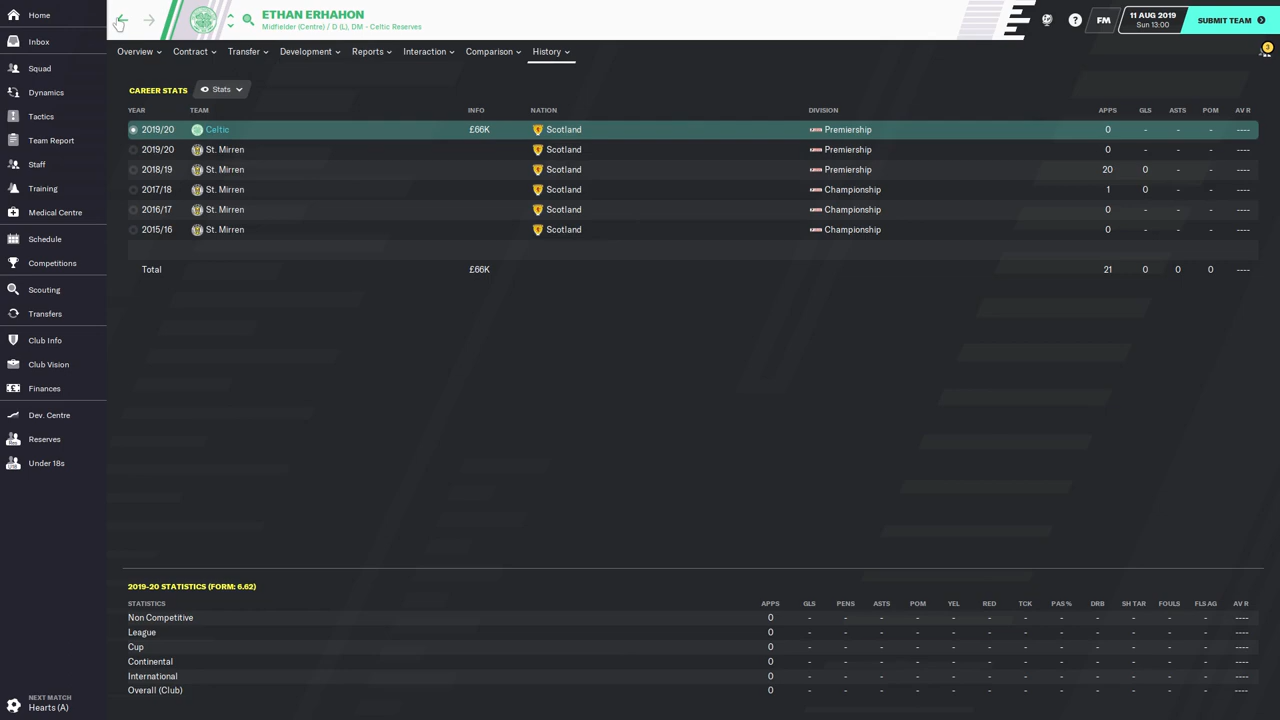 Home
ETHAN ERHAHON
Midfielder (Centre) / D (L), DM - Celtic Reserves
?
FM
11 AUG 2019
Sun 13:00
SUBMIT TEAM
Inbox
Squad
Dynamics
Tactics
Team Report
Staff
Training
Medical Centre
Schedule
Competitions
Scouting
Transfers
Club Info
Club Vision
Finances
Dev. Centre
Reserves
Under 18s
NEXT MATCH
Hearts (A)
Overview Contract Transfer Development Reports Interaction Comparison History
CAREER STATS Stats
YEAR TEAM INFO NATION DIVISION APPS GLS ASTS POM AV R
2019/20 Celtic £66K Scotland Premiership 0 - - - ----
2019/20 St. Mirren Scotland Premiership 0 - - - ----
2018/19 St. Mirren Scotland Premiership 20 0 - - ----
2017/18 St. Mirren Scotland Championship 1 0 - - ----
2016/17 St. Mirren Scotland Championship 0 - - - ----
2015/16 St. Mirren Scotland Championship 0 - - - ----
Total £66K 21 0 0 0 ----
2019-20 STATISTICS (FORM: 6.62)
STATISTICS APPS GLS PENS ASTS POM YEL RED TCK PAS % DRB SH TAR FOULS FLS AG AV R
Non Competitive 0 - - - - - - - - - - - - ----
League 0 - - - - - - - - - - - - ----
Cup 0 - - - - - - - - - - - - ----
Continental 0 - - - - - - - - - - - - ----
International 0 - - - - - - - - - - - - ----
Overall (Club) 0 - - - - - - - - - - - - ----